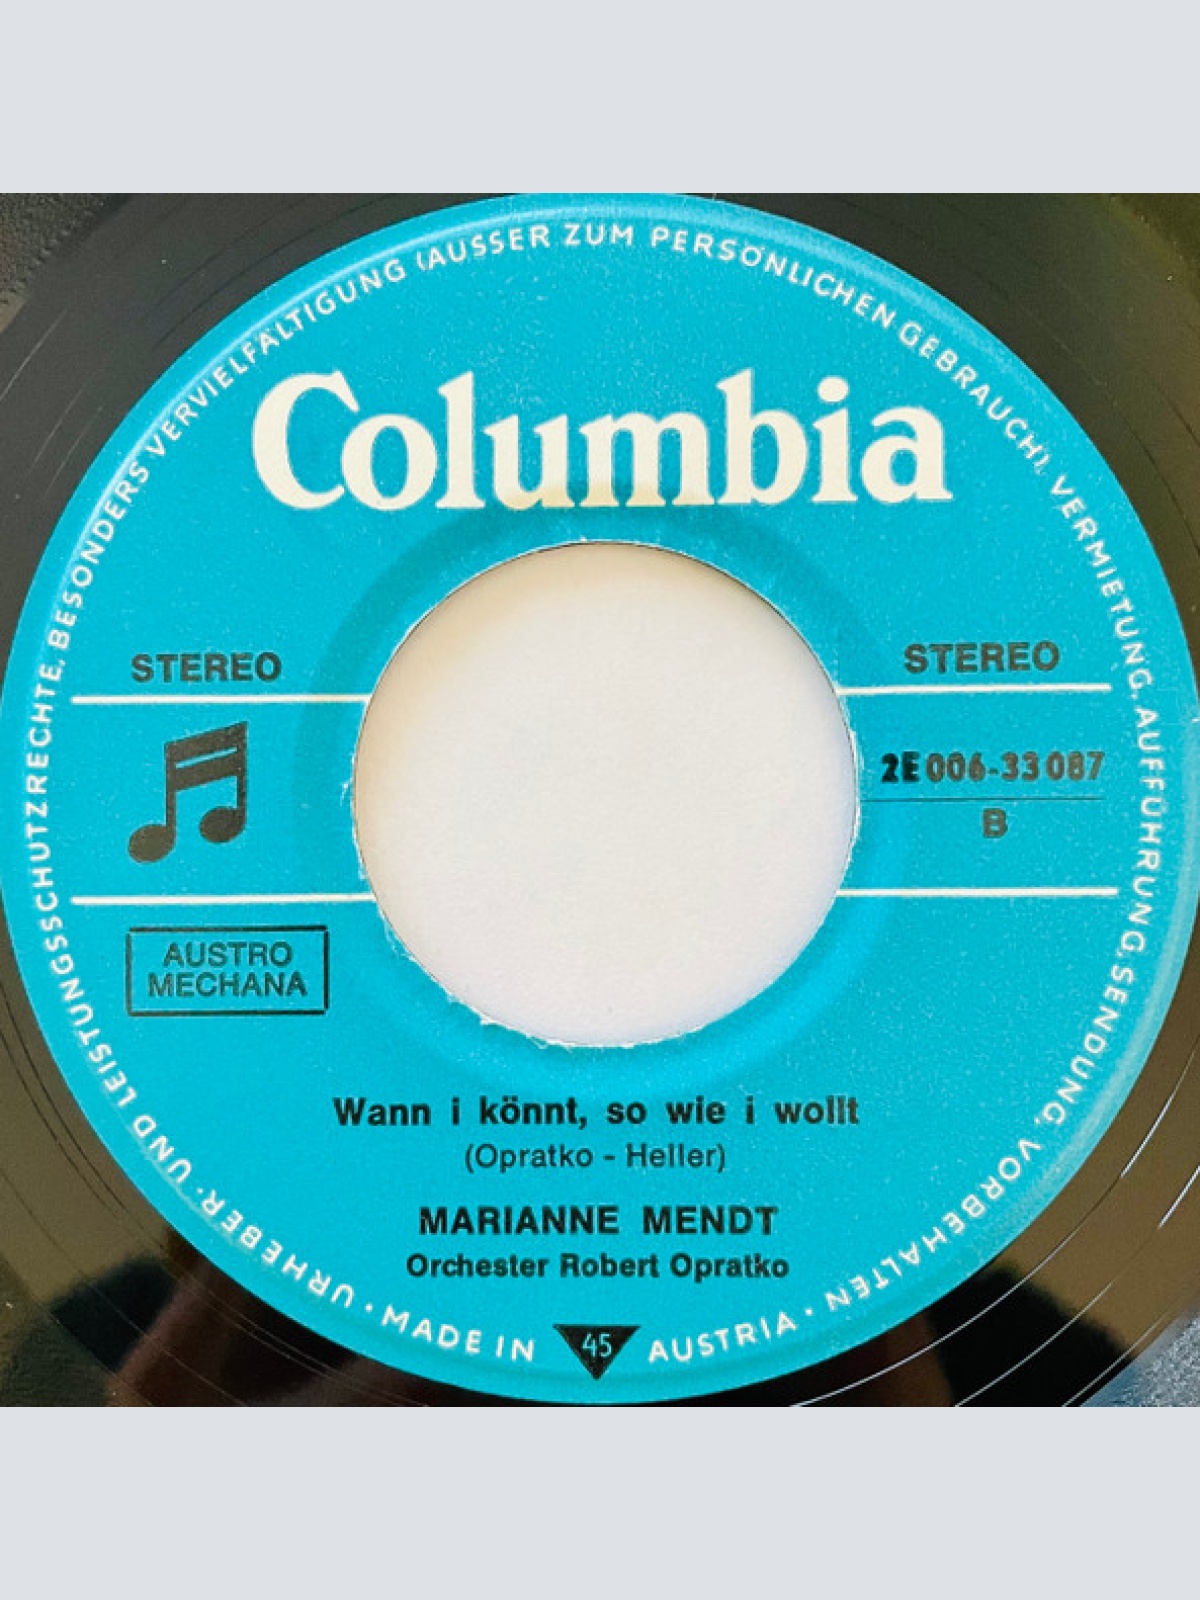 URHEBER- UND LEISTUNGSSCHUTZRECHTE, BESONDERS VERVIELFÄLTIGUNG (AUSSER ZUM PERSÖNLICHEN GEBRAUCH), VERMIETUNG, AUFFÜHRUNG, SENDUNG, VORBEHALTEN
Columbia
STEREO
STEREO
2E 006-33 087
B
AUSTRO
MECHANA
Wann i könnt, so wie i wollt
(Opratko - Heller)
MARIANNE MENDT
Orchester Robert Opratko
• MADE IN 45 AUSTRIA •